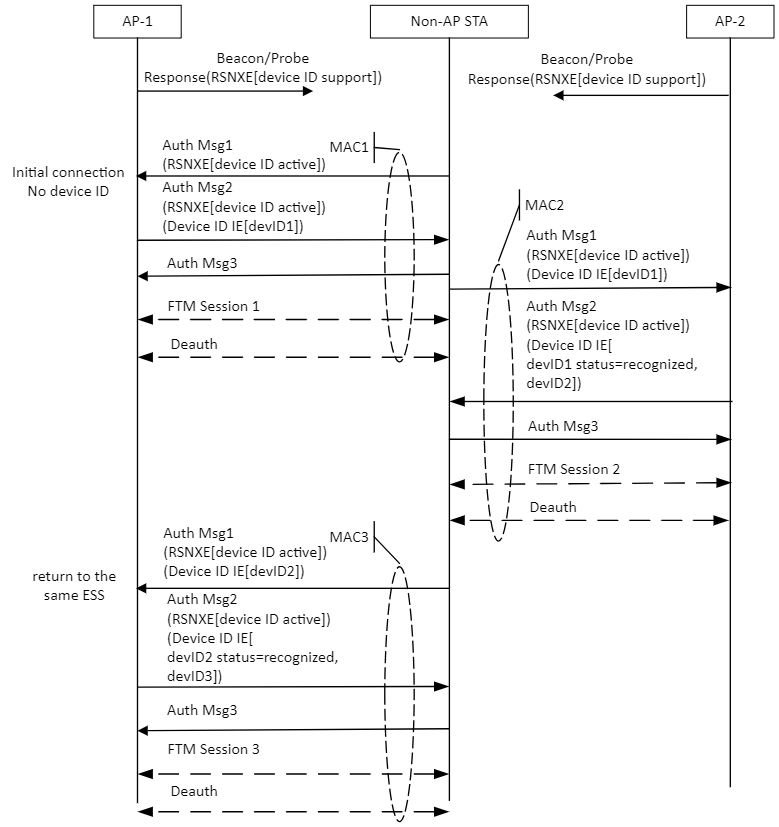 AP-1
Non-AP STA
AP-2
Beacon/Probe
Response(RSNXE[device ID support])
Beacon/Probe
Response(RSNXE[device ID support])
Initial connection
No device ID
Auth Msg1
(RSNXE[device ID active])
MAC1
Auth Msg2
(RSNXE[device ID active])
(Device ID IE[devID1])
Auth Msg3
FTM Session 1
Deauth
MAC2
Auth Msg1
(RSNXE[device ID active])
(Device ID IE[devID1])
Auth Msg2
(RSNXE[device ID active])
(Device ID IE[
devID1 status=recognized,
devID2])
Auth Msg3
FTM Session 2
Deauth
return to the
same ESS
Auth Msg1
(RSNXE[device ID active])
(Device ID IE[devID2])
MAC3
Auth Msg2
(RSNXE[device ID active])
(Device ID IE[
devID2 status=recognized,
devID3])
Auth Msg3
FTM Session 3
Deauth